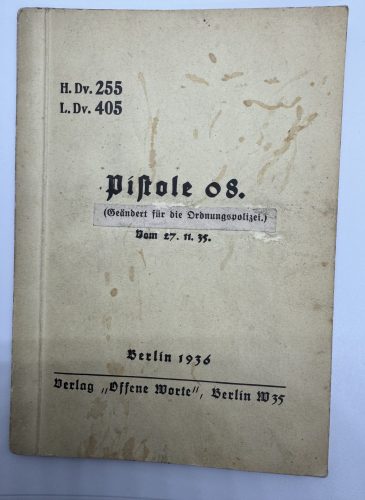 H. Dv. 255
L. Dv. 405
Pistole 08.
(Geändert für die Ordnungspolizei.)
Vom 27. 11. 35.
Berlin 1936
Verlag „Offene Worte“, Berlin W 35